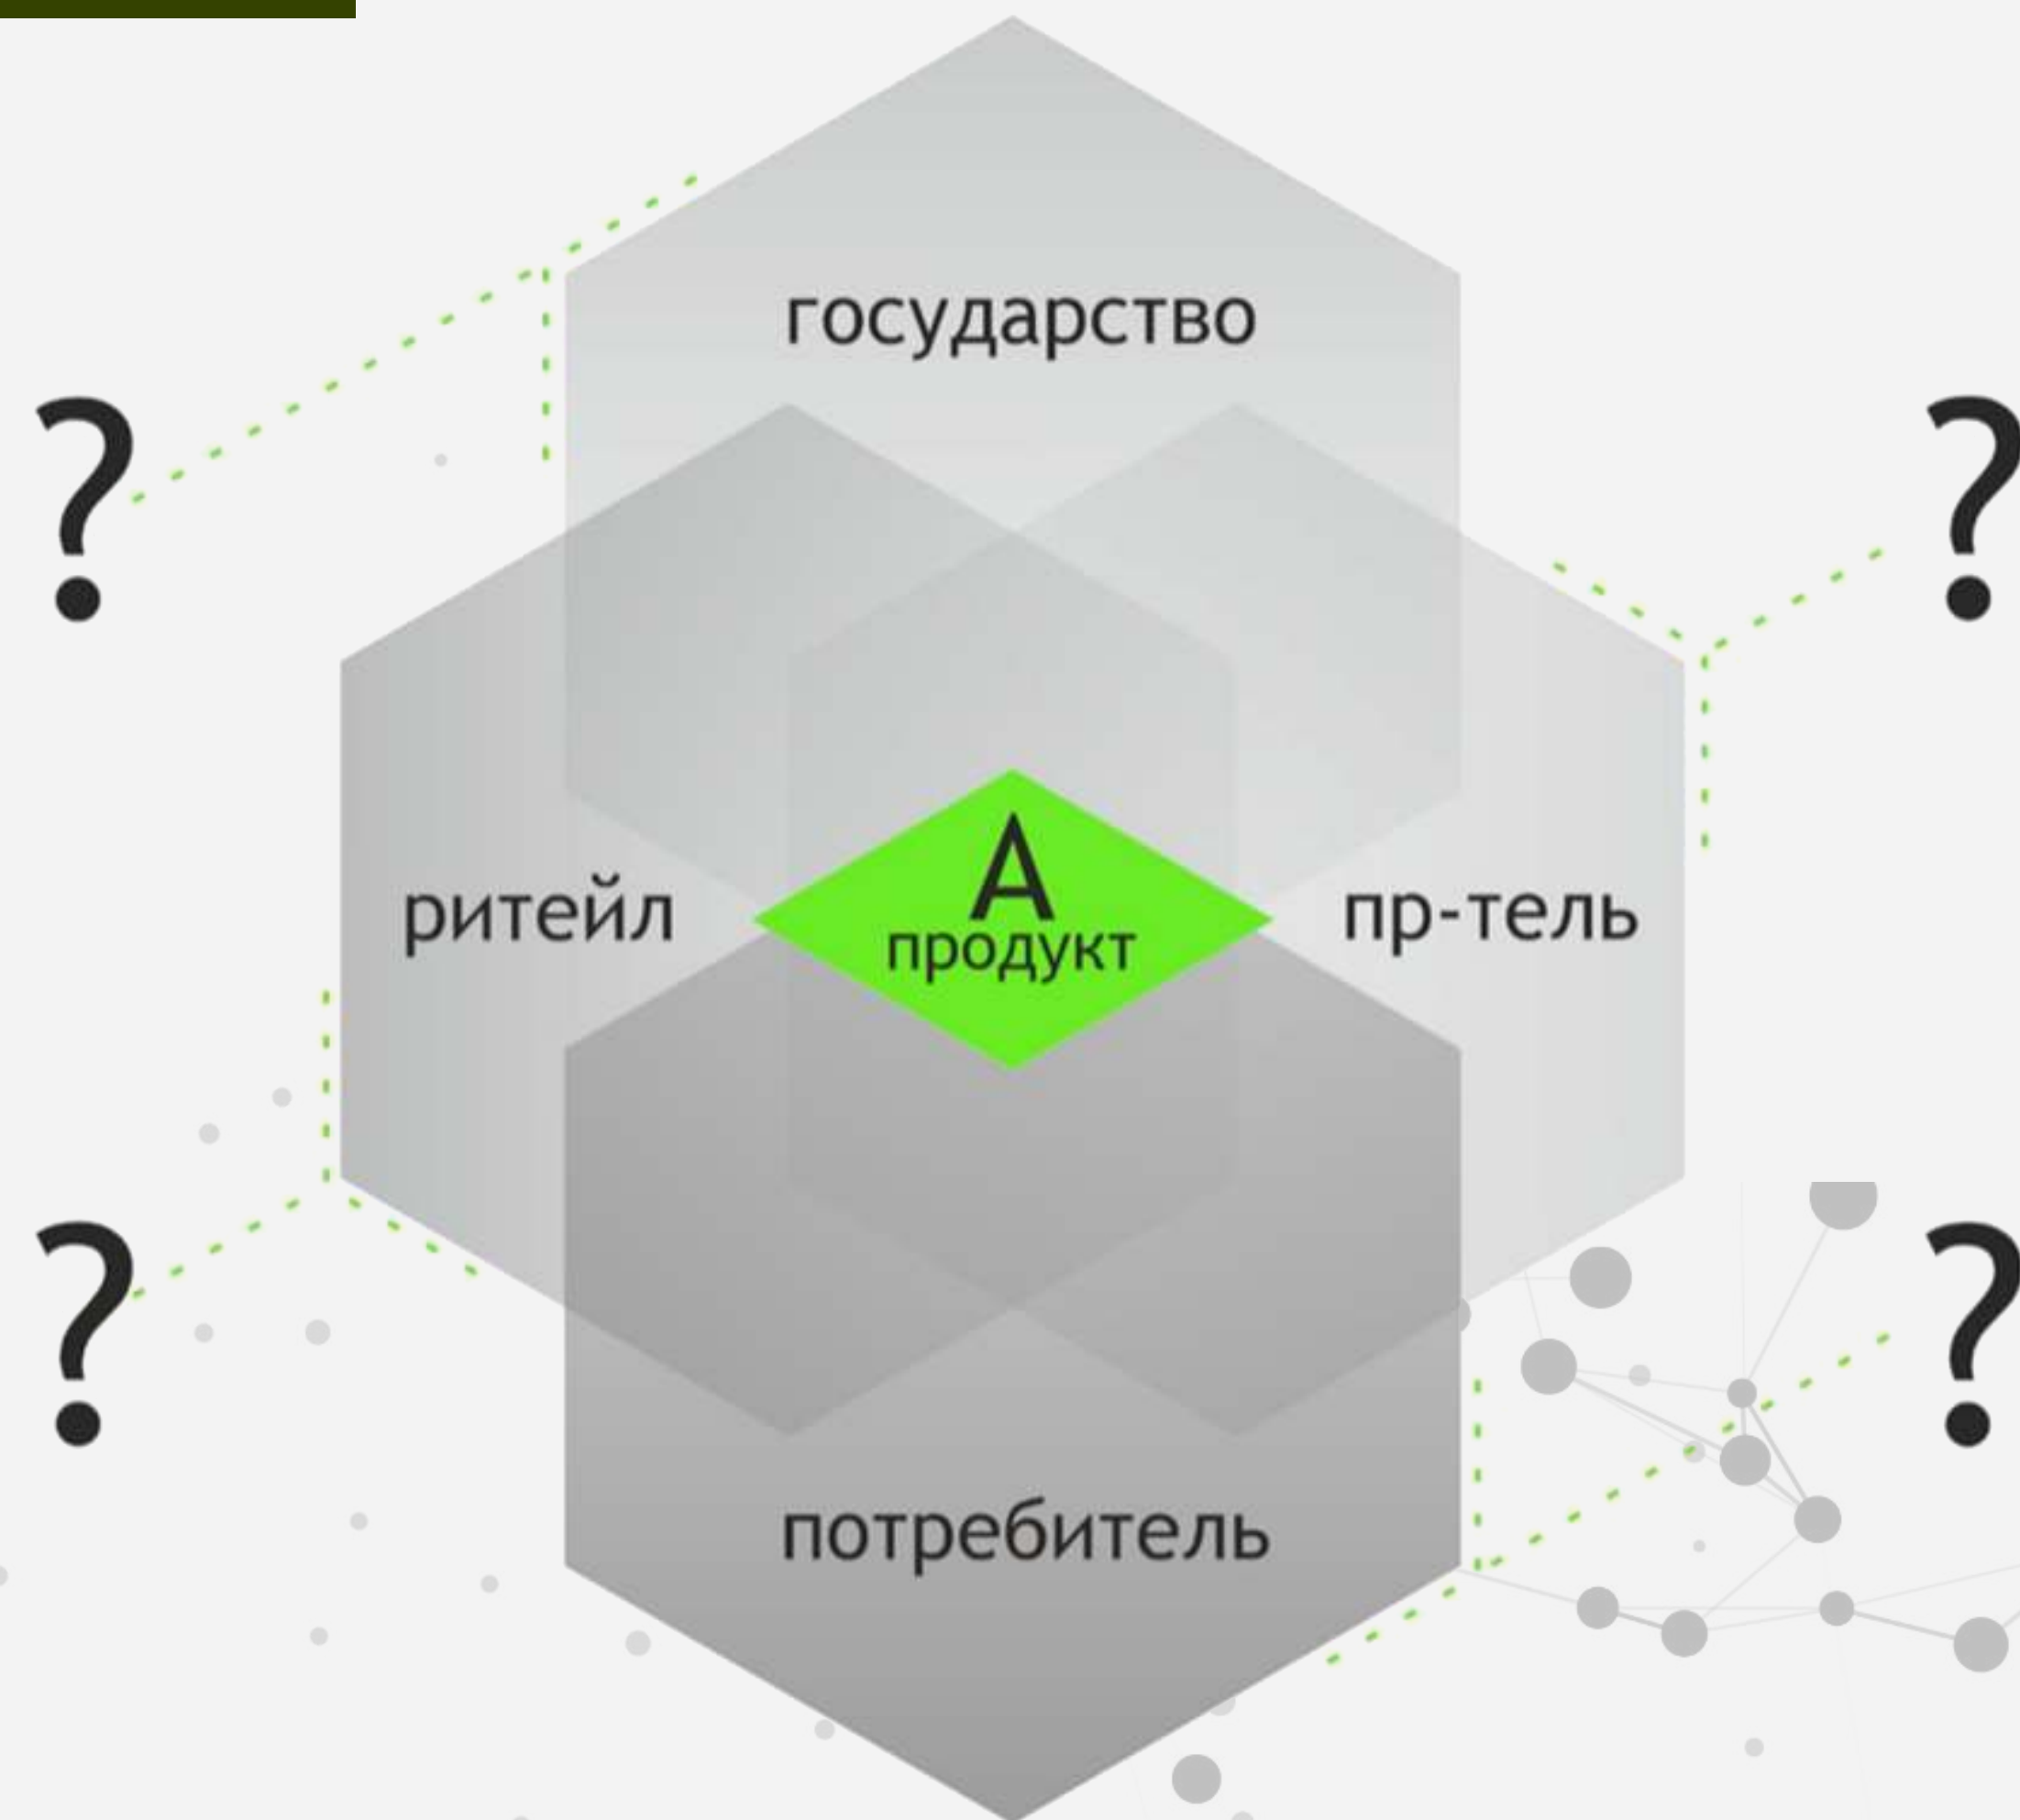 государство
?
?
А
продукт
ритейл
пр-тель
?
?
потребитель